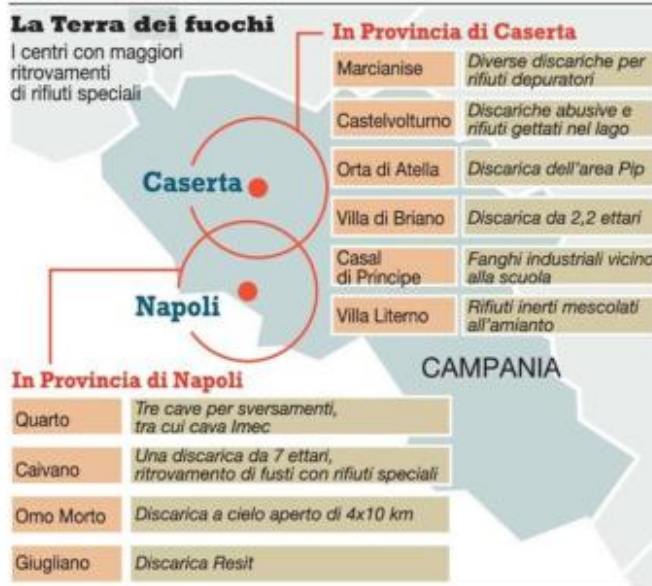 La Terra dei fuochi
I centri con maggiori
ritrovamenti
di rifiuti speciali
In Provincia di Caserta
Marcianise
Diverse discariche per
rifiuti depuratori
Castelvolturno
Discariche abusive e
rifiuti gettati nel lago
Orta di Atella
Discarica dell'area Pip
Villa di Briano
Discarica da 2,2 ettari
Casal
di Principe
Fanghi industriali vicino
alla scuola
Villa Literno
Rifiuti inerti mescolati
all'amianto
Caserta
Napoli
CAMPANIA
In Provincia di Napoli
Quarto
Tre cave per sversamenti,
tra cui cava Imec
Caivano
Una discarica da 7 ettari,
ritrovamento di fusti con rifiuti speciali
Omo Morto
Discarica a cielo aperto di 4x10 km
Giugliano
Discarica Resit